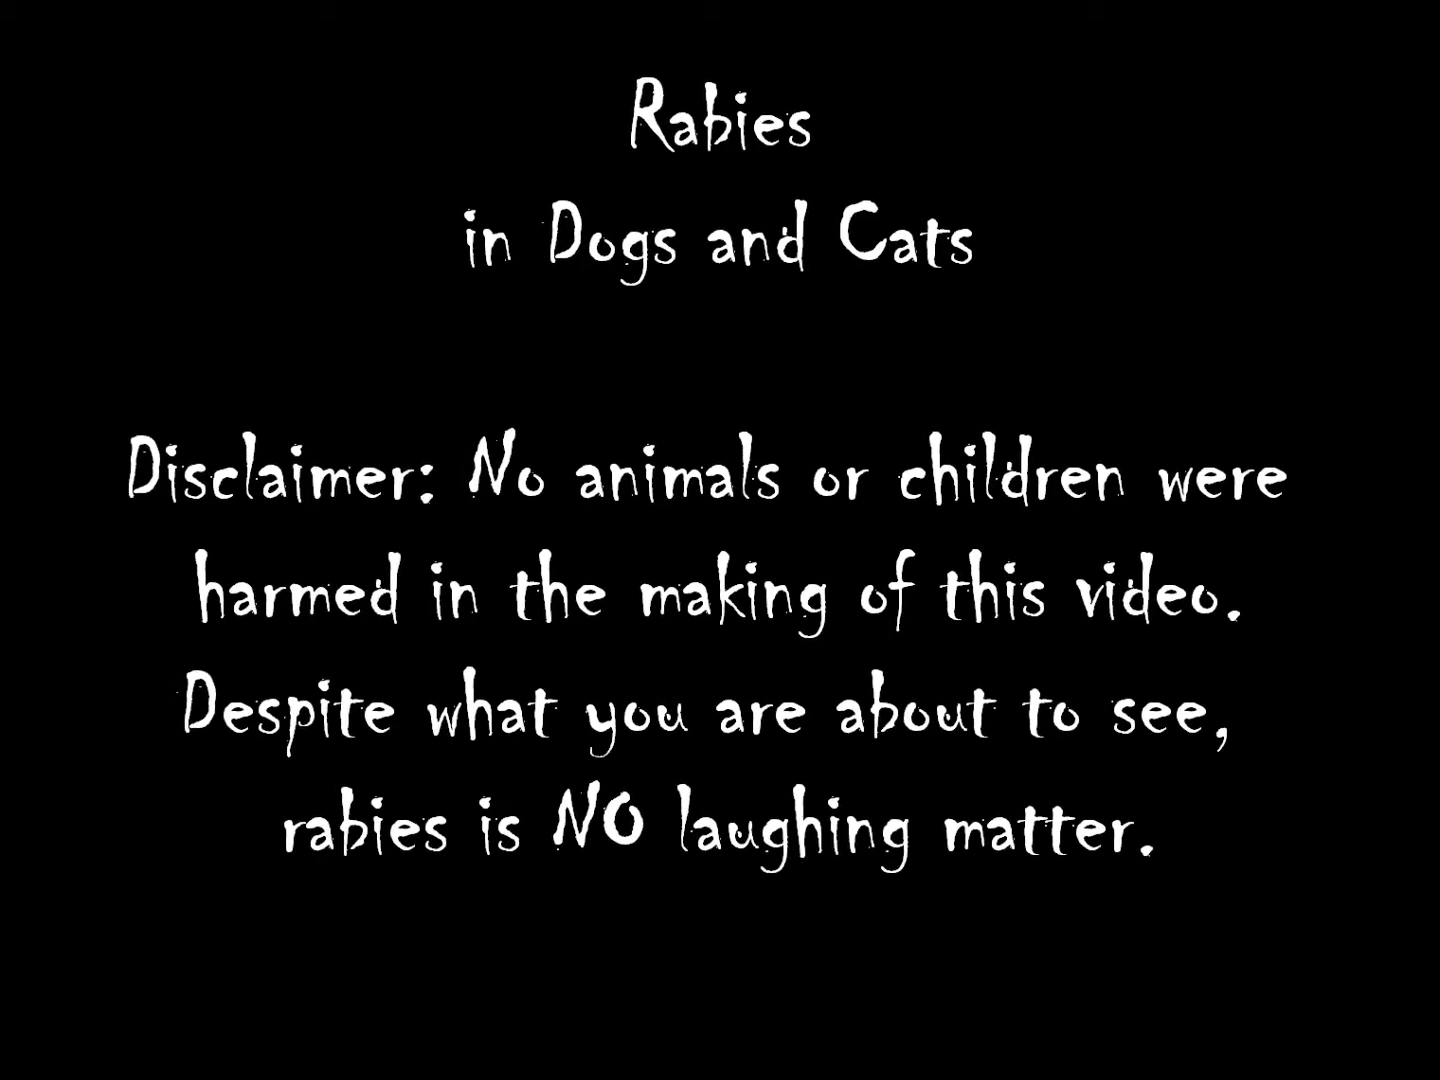 Rabies
in Dogs and Cats
Disclaimer: No animals or children were
harmed in the making of this video.
Despite what you are about to see,
rabies is NO laughing matter.